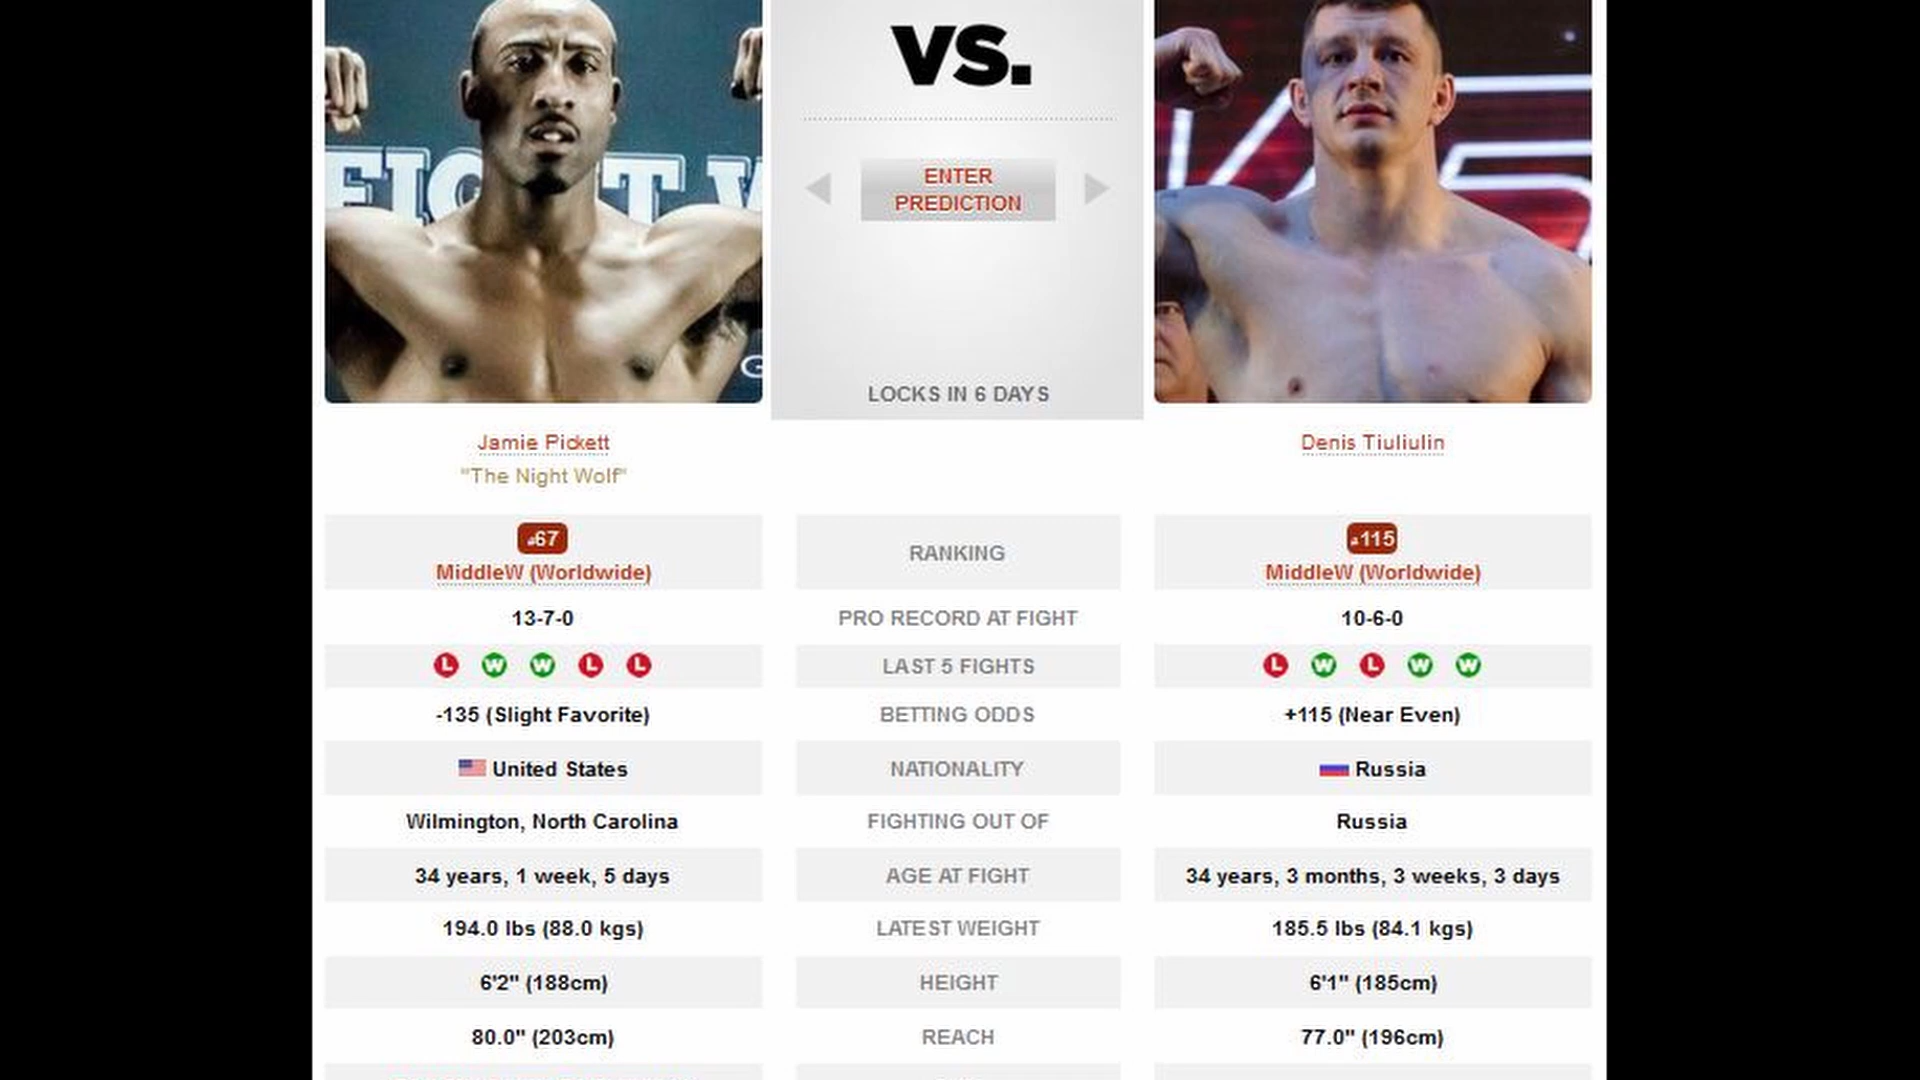 VS.
FIGHT W
ENTER
PREDICTION
LOCKS IN 6 DAYS
Jamie Pickett
"The Night Wolf"
Denis Tiuliulin
#67
MiddleW (Worldwide)
RANKING
#115
MiddleW (Worldwide)
13-7-0
PRO RECORD AT FIGHT
10-6-0
L W W L L
LAST 5 FIGHTS
L W L W W
-135 (Slight Favorite)
BETTING ODDS
+115 (Near Even)
United States
NATIONALITY
Russia
Wilmington, North Carolina
FIGHTING OUT OF
Russia
34 years, 1 week, 5 days
AGE AT FIGHT
34 years, 3 months, 3 weeks, 3 days
194.0 lbs (88.0 kgs)
LATEST WEIGHT
185.5 lbs (84.1 kgs)
6'2" (188cm)
HEIGHT
6'1" (185cm)
80.0" (203cm)
REACH
77.0" (196cm)